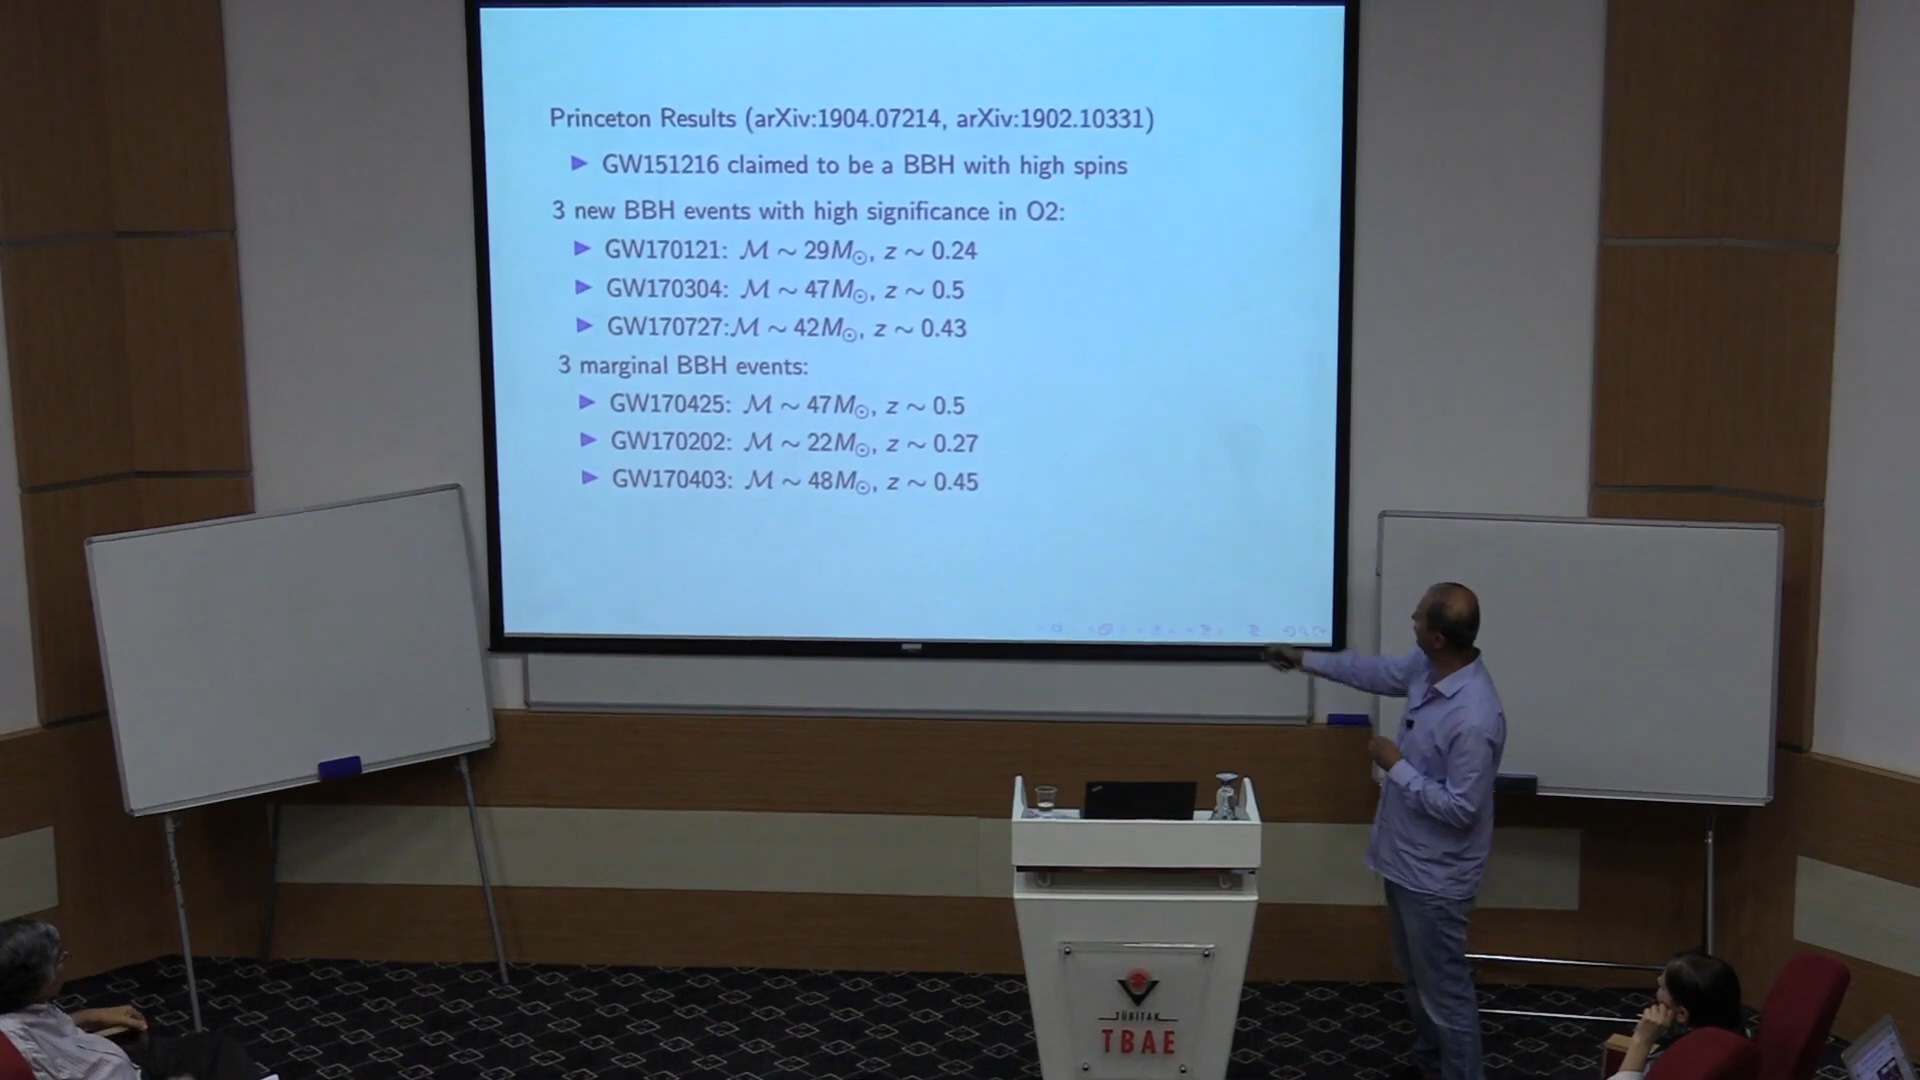 Princeton Results (arXiv:1904.07214, arXiv:1902.10331)
▶ GW151216 claimed to be a BBH with high spins
3 new BBH events with high significance in O2:
▶ GW170121: ℳ ∼ 29M⊙, z ∼ 0.24
▶ GW170304: ℳ ∼ 47M⊙, z ∼ 0.5
▶ GW170727:ℳ ∼ 42M⊙, z ∼ 0.43
3 marginal BBH events:
▶ GW170425: ℳ ∼ 47M⊙, z ∼ 0.5
▶ GW170202: ℳ ∼ 22M⊙, z ∼ 0.27
▶ GW170403: ℳ ∼ 48M⊙, z ∼ 0.45
TÜBİTAK
TBAE